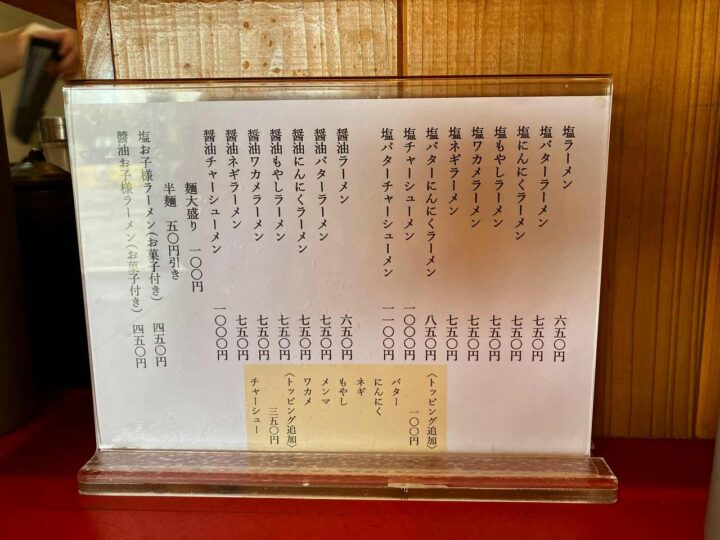 塩ラーメン 六五〇円
塩バターラーメン 七五〇円
塩にんにくラーメン 七五〇円
塩もやしラーメン 七五〇円
塩ワカメラーメン 七五〇円
塩ネギラーメン 七五〇円
塩バターにんにくラーメン 八五〇円
塩チャーシューメン 一〇〇〇円
塩バターチャーシューメン 一一〇〇円
醤油ラーメン 六五〇円
醤油バターラーメン 七五〇円
醤油にんにくラーメン 七五〇円
醤油もやしラーメン 七五〇円
醤油ワカメラーメン 七五〇円
醤油ネギラーメン 七五〇円
醤油チャーシューメン 一〇〇〇円
麺大盛り 一〇〇円
半麺 五〇円引き
塩お子様ラーメン(お菓子付き) 四五〇円
醤油お子様ラーメン(お菓子付き) 四五〇円
〈トッピング追加〉
一〇〇円
バター
にんにく
ネギ
もやし
メンマ
ワカメ
〈トッピング追加〉
三五〇円
チャーシュー